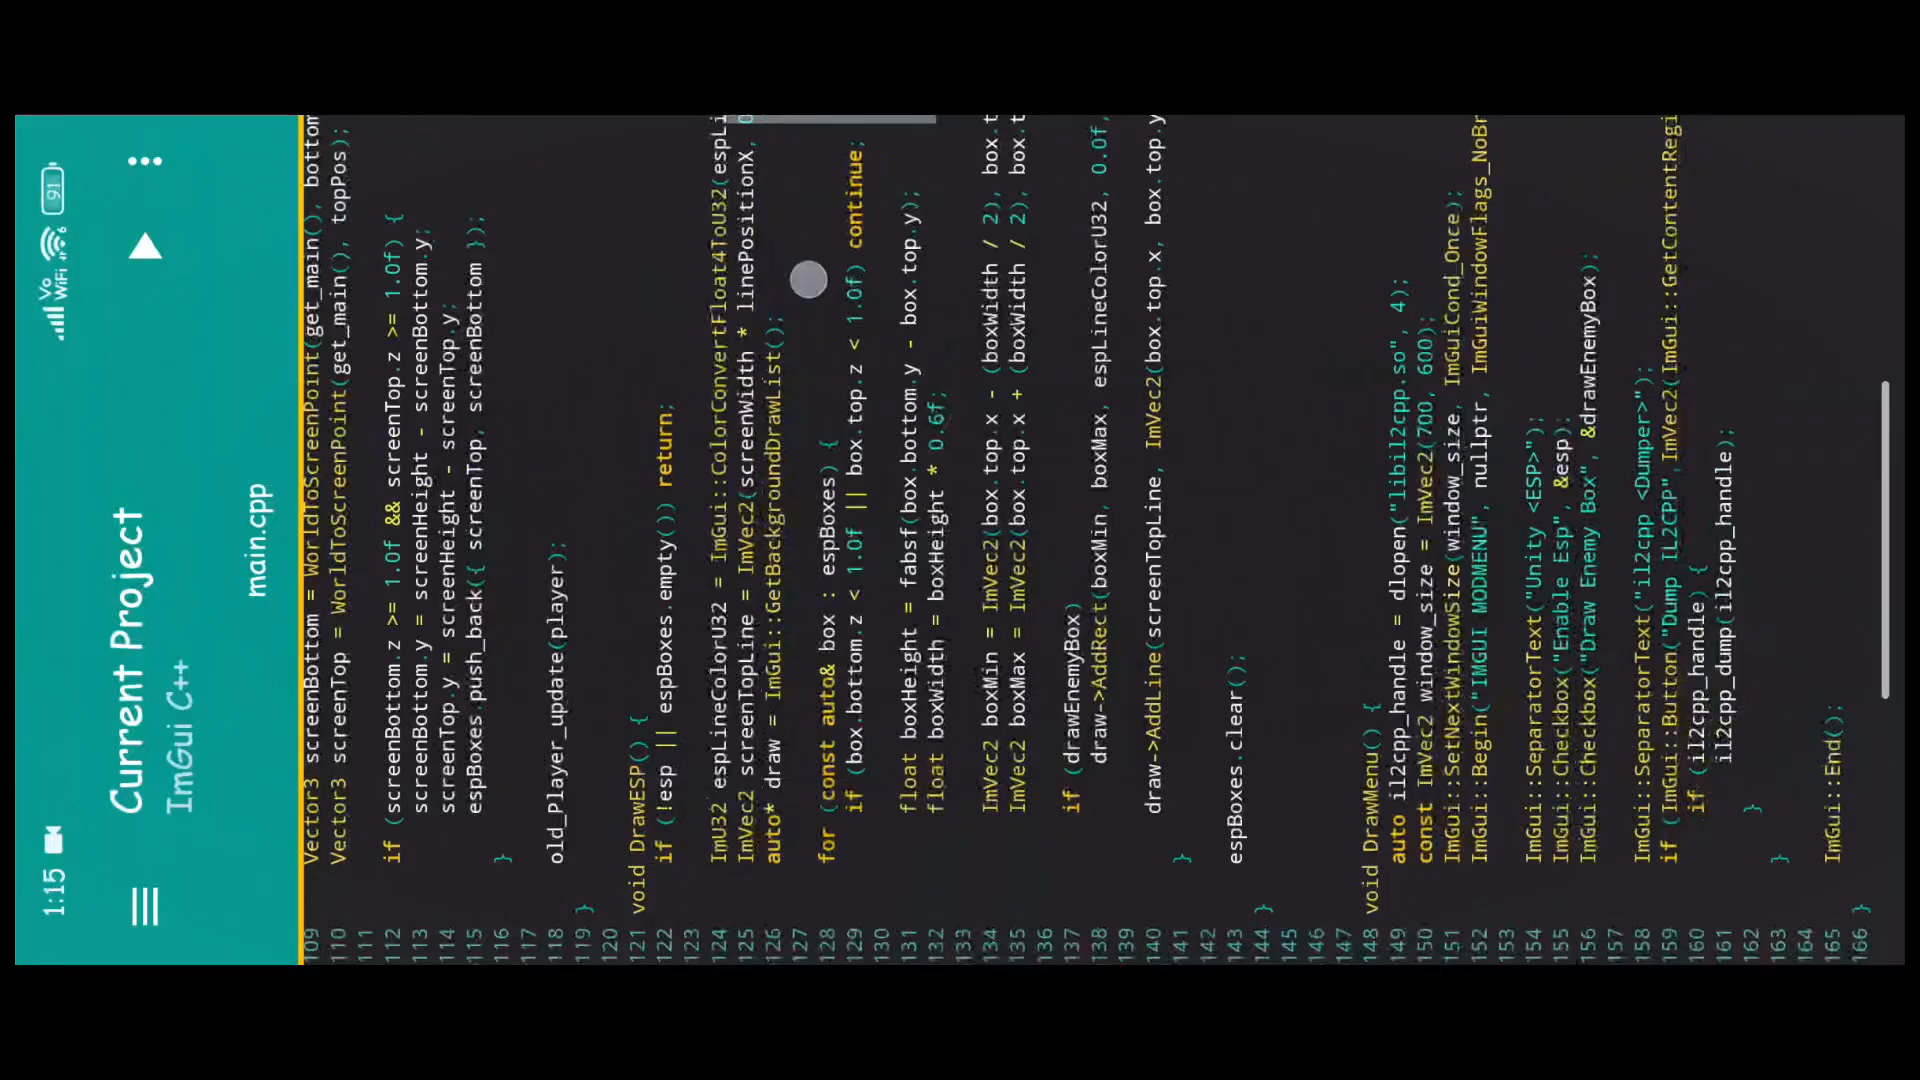 1:15
Vo
WiFi
6
91
Current Project
ImGui C++
main.cpp
109 Vector3 screenBottom = WorldToScreenPoint(get_main(), bottom
110 Vector3 screenTop = WorldToScreenPoint(get_main(), topPos);
111
112 if (screenBottom.z >= 1.0f && screenTop.z >= 1.0f) {
113 screenBottom.y = screenHeight - screenBottom.y;
114 screenTop.y = screenHeight - screenTop.y;
115 espBoxes.push_back({ screenTop, screenBottom });
116 }
117
118 old_Player_update(player);
119 }
120
121 void DrawESP() {
122 if (!esp || espBoxes.empty()) return;
123
124 ImU32 espLineColorU32 = ImGui::ColorConvertFloat4ToU32(espLi
125 ImVec2 screenTopLine = ImVec2(screenWidth * linePositionX, 0
126 auto* draw = ImGui::GetBackgroundDrawList();
127
128 for (const auto& box : espBoxes) {
129 if (box.bottom.z < 1.0f || box.top.z < 1.0f) continue;
130
131 float boxHeight = fabsf(box.bottom.y - box.top.y);
132 float boxWidth = boxHeight * 0.6f;
133
134 ImVec2 boxMin = ImVec2(box.top.x - (boxWidth / 2), box.t
135 ImVec2 boxMax = ImVec2(box.top.x + (boxWidth / 2), box.t
136
137 if (drawEnemyBox)
138 draw->AddRect(boxMin, boxMax, espLineColorU32, 0.0f,
139
140 draw->AddLine(screenTopLine, ImVec2(box.top.x, box.top.y
141 }
142
143 espBoxes.clear();
144 }
145
146
147
148 void DrawMenu() {
149 auto il2cpp_handle = dlopen("libil2cpp.so", 4);
150 const ImVec2 window_size = ImVec2(700, 600);
151 ImGui::SetNextWindowSize(window_size, ImGuiCond_Once);
152 ImGui::Begin("IMGUI MODMENU", nullptr, ImGuiWindowFlags_NoBr
153
154 ImGui::SeparatorText("Unity <ESP>");
155 ImGui::Checkbox("Enable Esp", &esp);
156 ImGui::Checkbox("Draw Enemy Box", &drawEnemyBox);
157
158 ImGui::SeparatorText("il2cpp <Dumper>");
159 if (ImGui::Button("Dump IL2CPP",ImVec2(ImGui::GetContentRegi
160 if (il2cpp_handle) {
161 il2cpp_dump(il2cpp_handle);
162 }
163 }
164
165 ImGui::End();
166 }